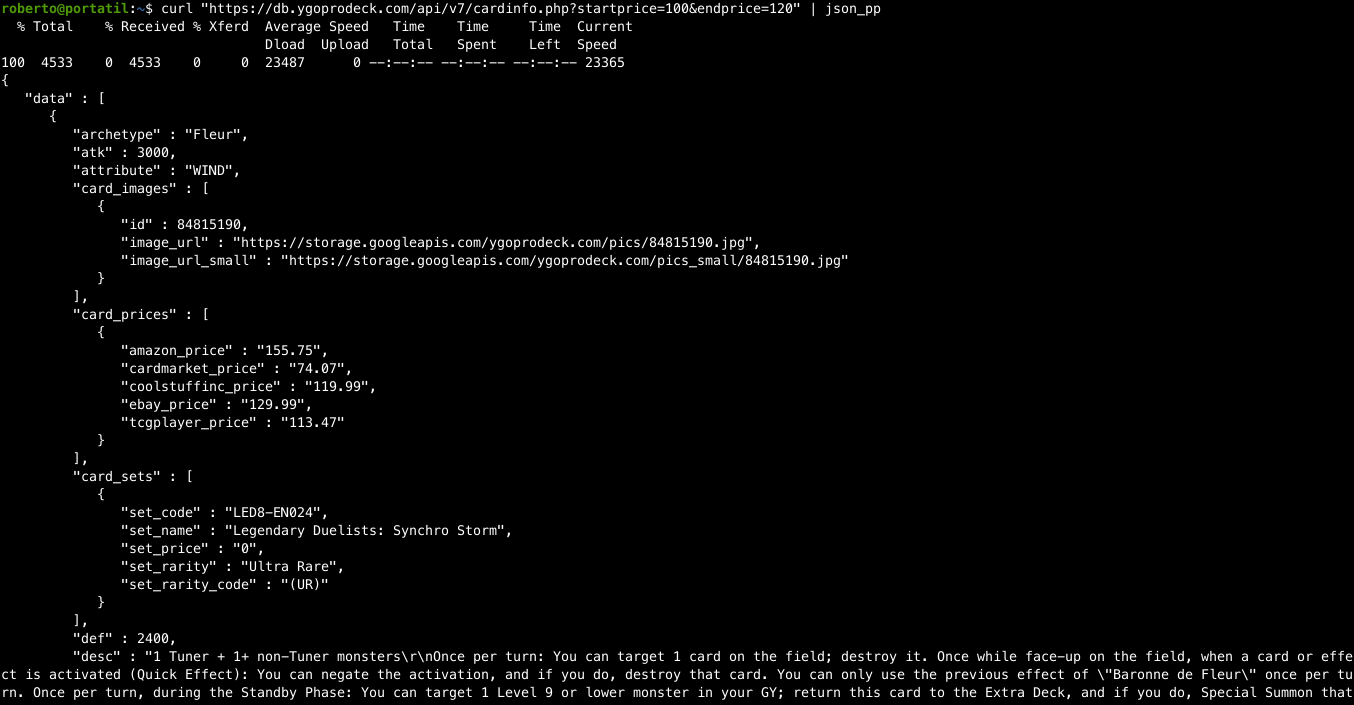 roberto@portatil:~$ curl "https://db.ygoprodeck.com/api/v7/cardinfo.php?startprice=100&endprice=120" | json_pp
  % Total    % Received % Xferd  Average Speed   Time    Time     Time  Current
                                 Dload  Upload   Total   Spent    Left  Speed
100  4533    0  4533    0     0  23487      0 --:--:-- --:--:-- --:--:-- 23365
{
   "data" : [
      {
         "archetype" : "Fleur",
         "atk" : 3000,
         "attribute" : "WIND",
         "card_images" : [
            {
               "id" : 84815190,
               "image_url" : "https://storage.googleapis.com/ygoprodeck.com/pics/84815190.jpg",
               "image_url_small" : "https://storage.googleapis.com/ygoprodeck.com/pics_small/84815190.jpg"
            }
         ],
         "card_prices" : [
            {
               "amazon_price" : "155.75",
               "cardmarket_price" : "74.07",
               "coolstuffinc_price" : "119.99",
               "ebay_price" : "129.99",
               "tcgplayer_price" : "113.47"
            }
         ],
         "card_sets" : [
            {
               "set_code" : "LED8-EN024",
               "set_name" : "Legendary Duelists: Synchro Storm",
               "set_price" : "0",
               "set_rarity" : "Ultra Rare",
               "set_rarity_code" : "(UR)"
            }
         ],
         "def" : 2400,
         "desc" : "1 Tuner + 1+ non-Tuner monsters\r\nOnce per turn: You can target 1 card on the field; destroy it. Once while face-up on the field, when a card or effe
ct is activated (Quick Effect): You can negate the activation, and if you do, destroy that card. You can only use the previous effect of \"Baronne de Fleur\" once per tu
rn. Once per turn, during the Standby Phase: You can target 1 Level 9 or lower monster in your GY; return this card to the Extra Deck, and if you do, Special Summon that